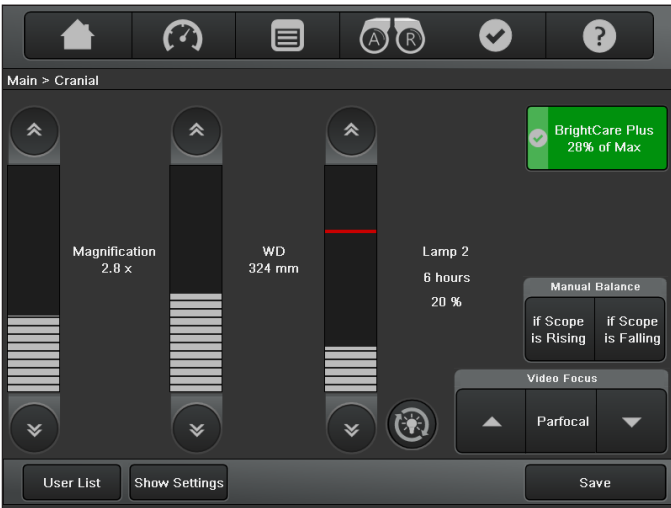 A R
?
Main > Cranial
BrightCare Plus
28% of Max
Magnification
2.8 x
WD
324 mm
Lamp 2
6 hours
20 %
Manual Balance
if Scope
is Rising
if Scope
is Falling
Video Focus
Parfocal
User List
Show Settings
Save